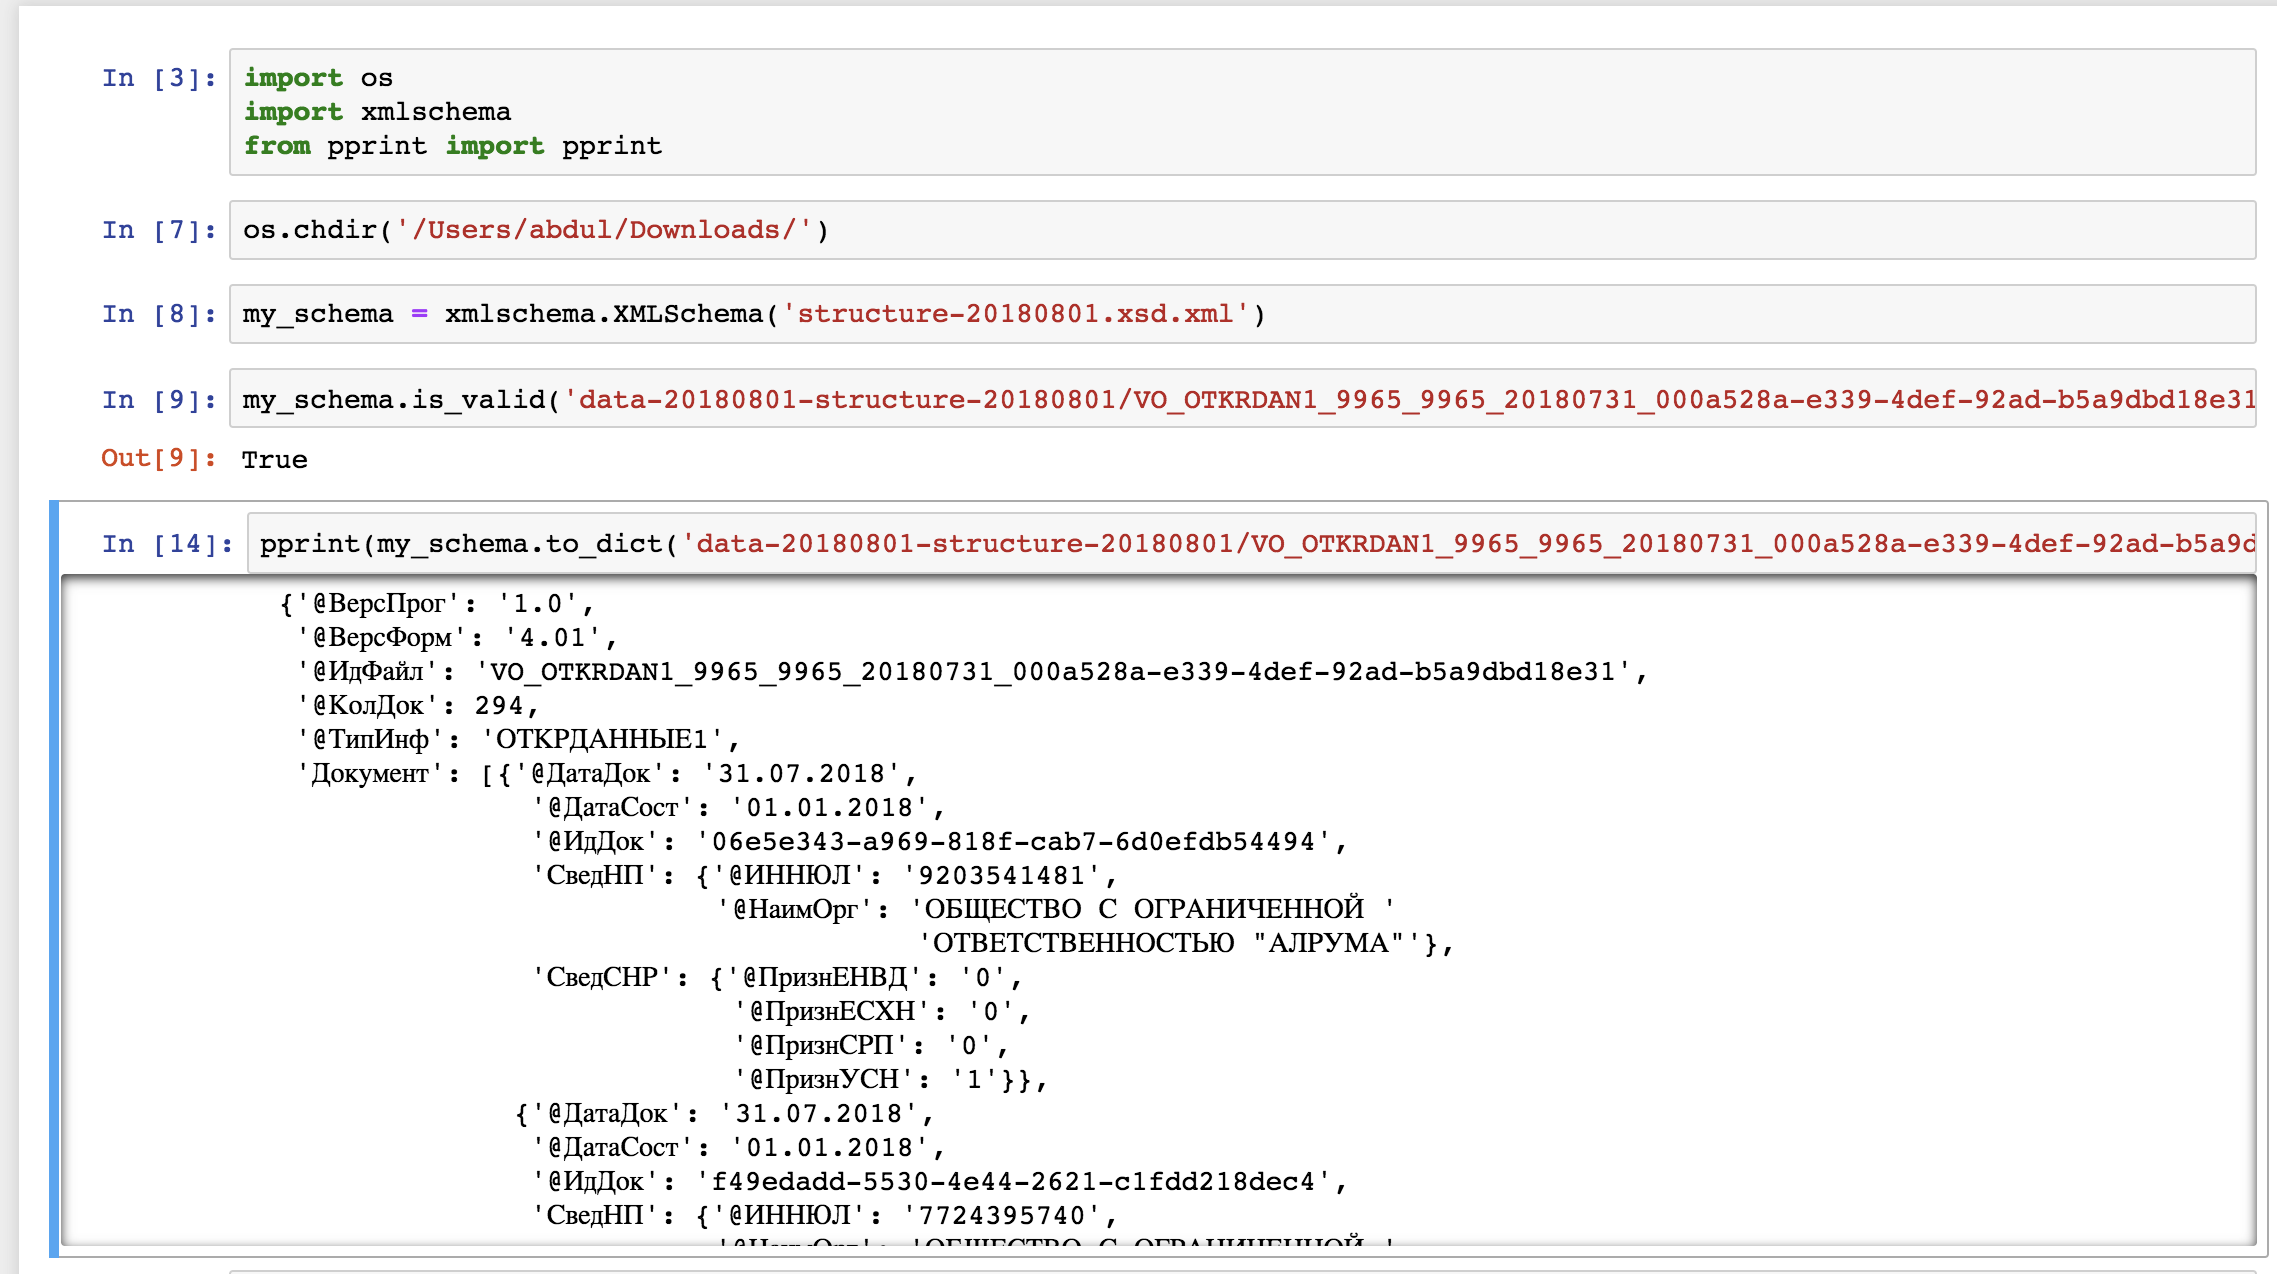 In [3]: import os
import xmlschema
from pprint import pprint
In [7]: os.chdir('/Users/abdul/Downloads/')
In [8]: my_schema = xmlschema.XMLSchema('structure-20180801.xsd.xml')
In [9]: my_schema.is_valid('data-20180801-structure-20180801/VO_OTKRDAN1_9965_9965_20180731_000a528a-e339-4def-92ad-b5a9dbd18e31
Out[9]: True
In [14]: pprint(my_schema.to_dict('data-20180801-structure-20180801/VO_OTKRDAN1_9965_9965_20180731_000a528a-e339-4def-92ad-b5a9d
{'@ВерсПрог': '1.0',
'@ВерсФорм': '4.01',
'@ИдФайл': 'VO_OTKRDAN1_9965_9965_20180731_000a528a-e339-4def-92ad-b5a9dbd18e31',
'@КолДок': 294,
'@ТипИнф': 'ОТКРДАННЫЕ1',
'Документ': [{'@ДатаДок': '31.07.2018',
'@ДатаСост': '01.01.2018',
'@ИдДок': '06e5e343-a969-818f-cab7-6d0efdb54494',
'СведНП': {'@ИННЮЛ': '9203541481',
'@НаимОрг': 'ОБЩЕСТВО С ОГРАНИЧЕННОЙ '
'ОТВЕТСТВЕННОСТЬЮ "АЛРУМА"'},
'СведСНР': {'@ПризнЕНВД': '0',
'@ПризнЕСХН': '0',
'@ПризнСРП': '0',
'@ПризнУСН': '1'}},
{'@ДатаДок': '31.07.2018',
'@ДатаСост': '01.01.2018',
'@ИдДок': 'f49edadd-5530-4e44-2621-c1fdd218dec4',
'СведНП': {'@ИННЮЛ': '7724395740',
'@НаимОрг': 'ОБЩЕСТВО С ОГРАНИЧЕННОЙ '